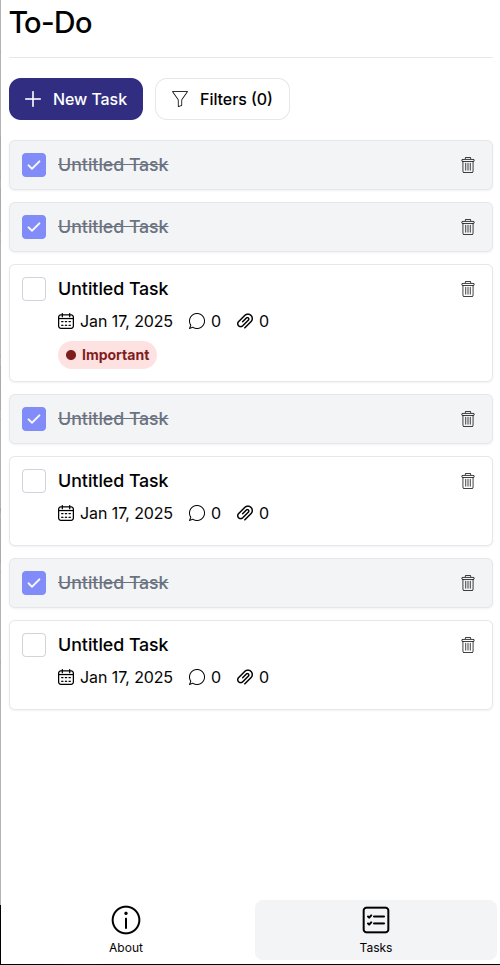 To-Do
New Task
Filters (0)
Untitled Task
Untitled Task
Untitled Task
Jan 17, 2025 0 0
Important
Untitled Task
Untitled Task
Jan 17, 2025 0 0
Untitled Task
Untitled Task
Jan 17, 2025 0 0
About
Tasks